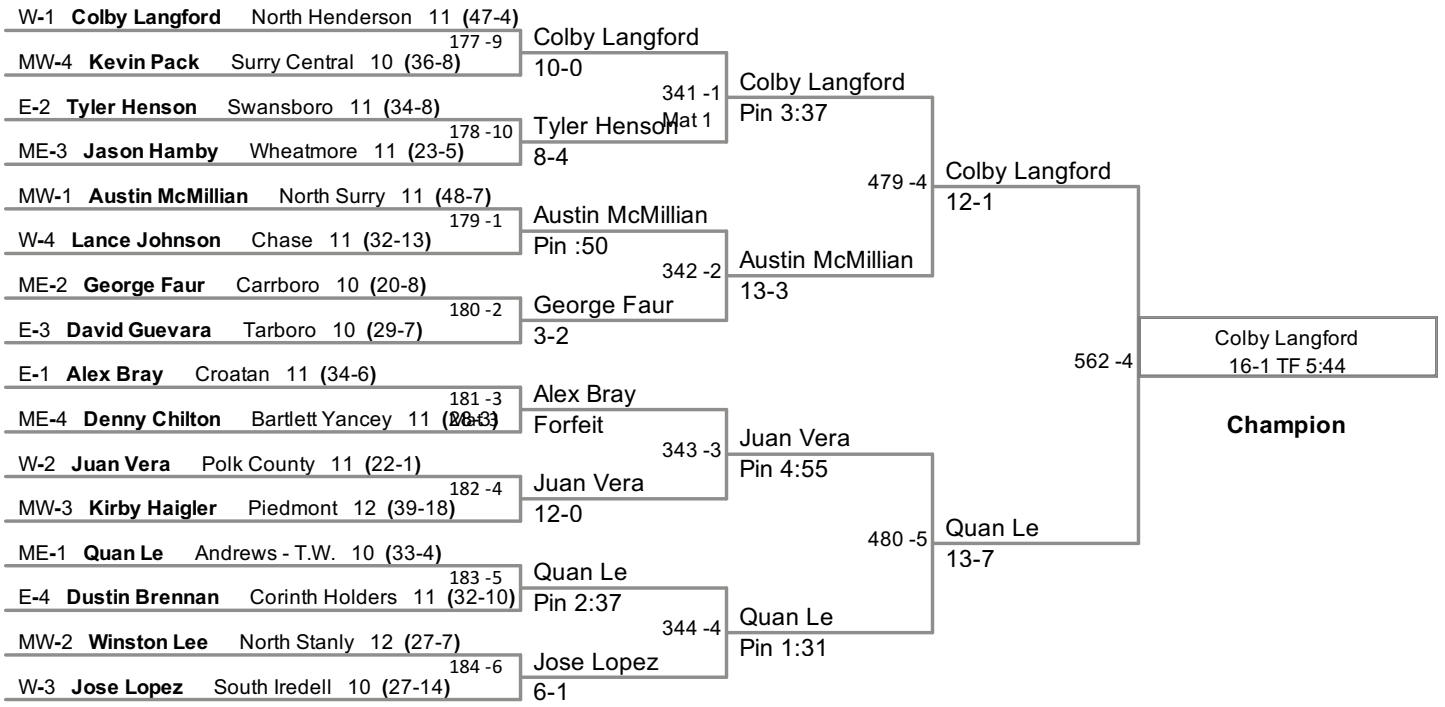 W-1 Colby Langford North Henderson 11 (47-4)
177 -9
MW-4 Kevin Pack Surry Central 10 (36-8)
E-2 Tyler Henson Swansboro 11 (34-8)
178 -10
ME-3 Jason Hamby Wheatmore 11 (23-5)
MW-1 Austin McMillian North Surry 11 (48-7)
179 -1
W-4 Lance Johnson Chase 11 (32-13)
ME-2 George Faur Carrboro 10 (20-8)
180 -2
E-3 David Guevara Tarboro 10 (29-7)
E-1 Alex Bray Croatan 11 (34-6)
181 -3
ME-4 Denny Chilton Bartlett Yancey 11 (28-3)
Mat 3
W-2 Juan Vera Polk County 11 (22-1)
182 -4
MW-3 Kirby Haigler Piedmont 12 (39-18)
ME-1 Quan Le Andrews - T.W. 10 (33-4)
183 -5
E-4 Dustin Brennan Corinth Holders 11 (32-10)
MW-2 Winston Lee North Stanly 12 (27-7)
184 -6
W-3 Jose Lopez South Iredell 10 (27-14)
Colby Langford
10-0
341 -1
Mat 1
Tyler Henson
8-4
Austin McMillian
Pin :50
342 -2
George Faur
3-2
Alex Bray
Forfeit
343 -3
Juan Vera
12-0
Quan Le
Pin 2:37
344 -4
Jose Lopez
6-1
Colby Langford
Pin 3:37
479 -4
Austin McMillian
13-3
Juan Vera
Pin 4:55
480 -5
Quan Le
Pin 1:31
Colby Langford
12-1
562 -4
Quan Le
13-7
Colby Langford
16-1 TF 5:44
Champion